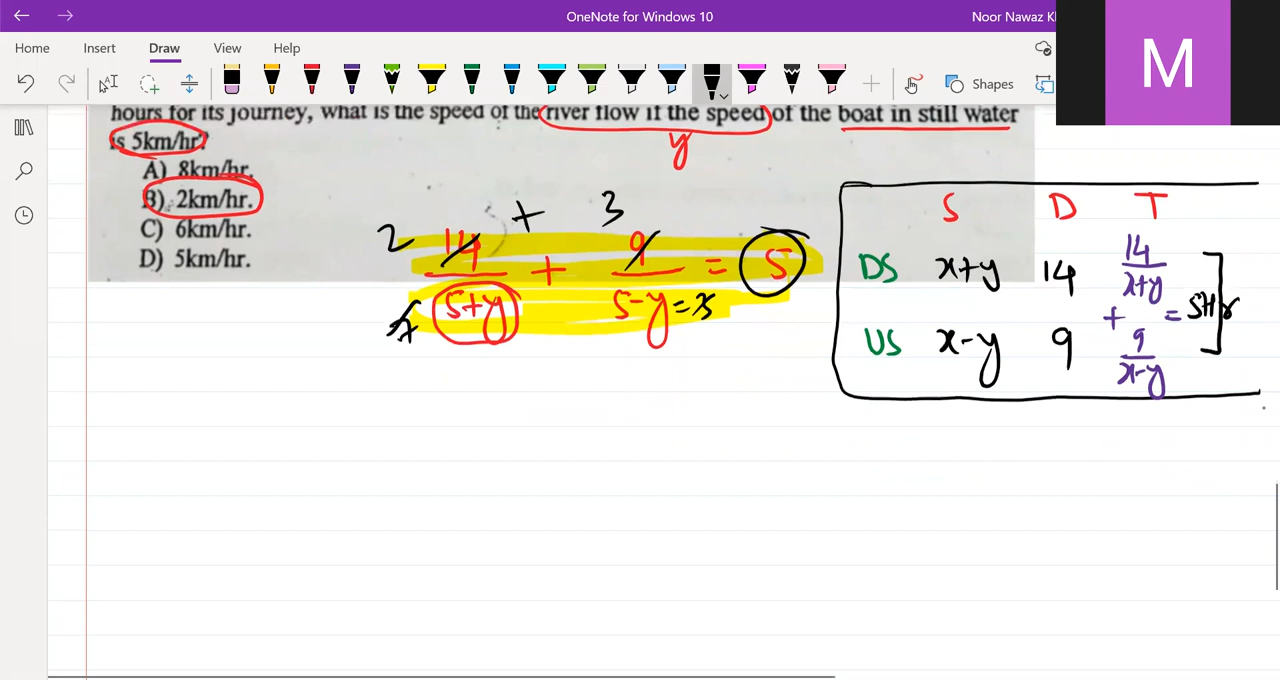 OneNote for Windows 10
Noor Nawaz Kh
M
Home Insert Draw View Help
Shapes
hours for its journey, what is the speed of the river flow if the speed of the boat in still water
is 5km/hr?
y
A) 8km/hr.
B) 2km/hr.
C) 6km/hr.
D) 5km/hr.
2 + 3
14/5+y + 9/5-y = 5
7 = 3
S D T
DS x+y 14 14/x+y
+ = 5Hr
US x-y 9 9/x-y